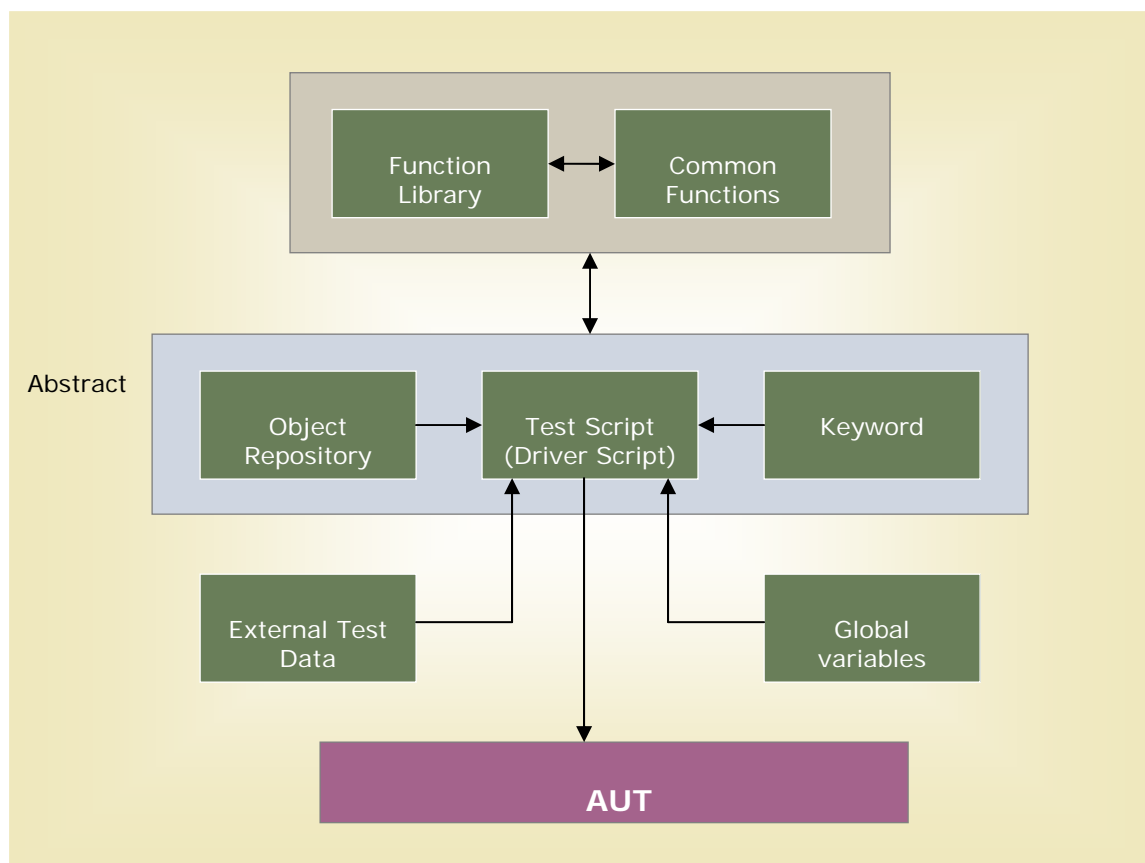 Function
Library
Common
Functions
Abstract
Object
Repository
Test Script
(Driver Script)
Keyword
External Test
Data
Global
variables
AUT